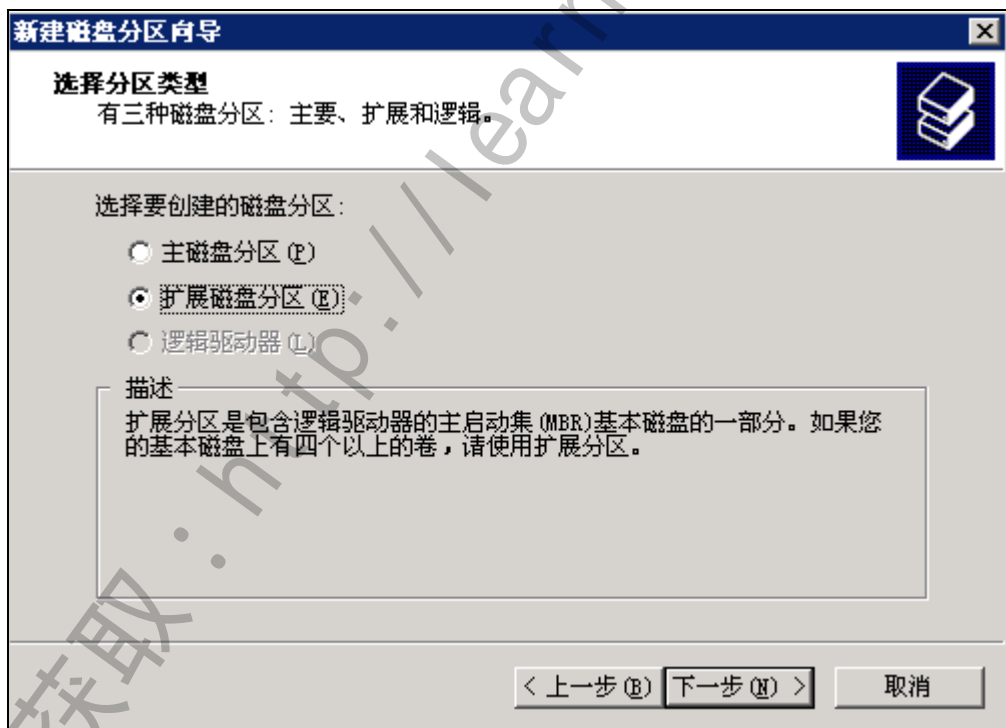 新建磁盘分区向导
选择分区类型
有三种磁盘分区：主要、扩展和逻辑。
选择要创建的磁盘分区：
主磁盘分区(P)
扩展磁盘分区(E)
逻辑驱动器(L)
描述
扩展分区是包含逻辑驱动器的主启动集(MBR)基本磁盘的一部分。如果您
的基本磁盘上有四个以上的卷，请使用扩展分区。
< 上一步(B)
下一步(N) >
取消
获取：http://learn